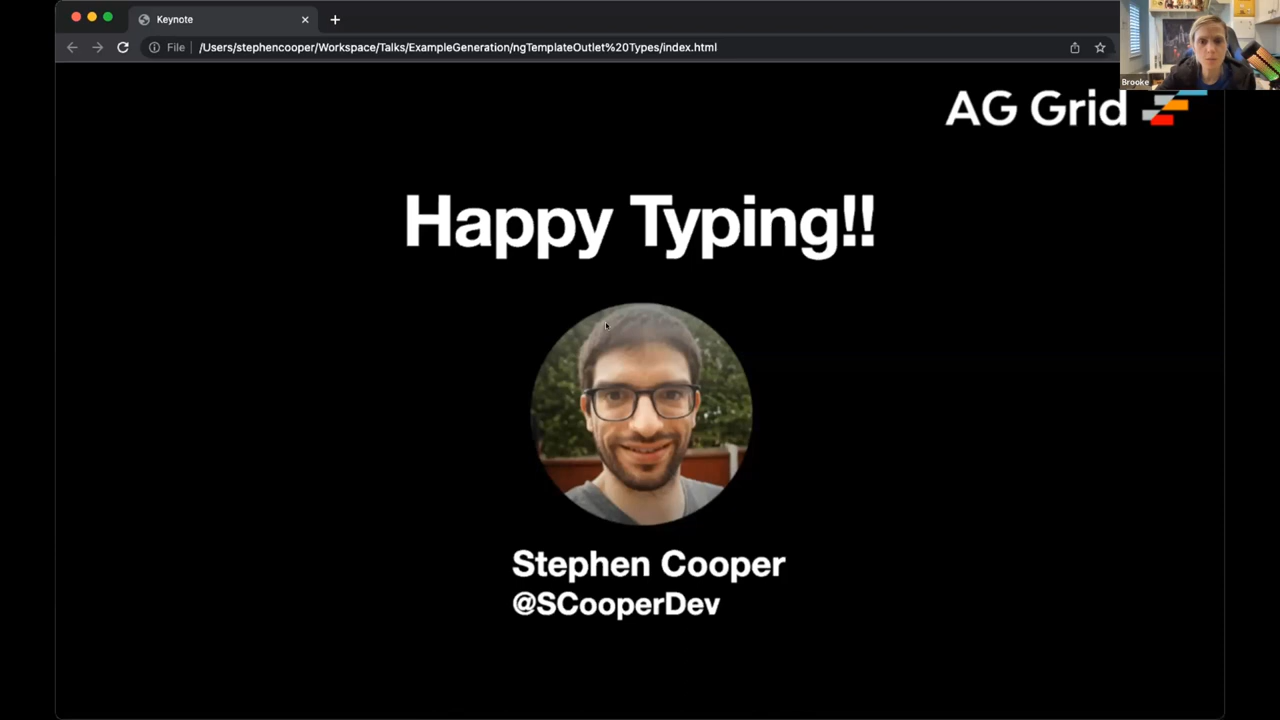 Keynote
File
/Users/stephencooper/Workspace/Talks/ExampleGeneration/ngTemplateOutlet%20Types/index.html
Brooke
AG Grid
Happy Typing!!
Stephen Cooper
@SCooperDev